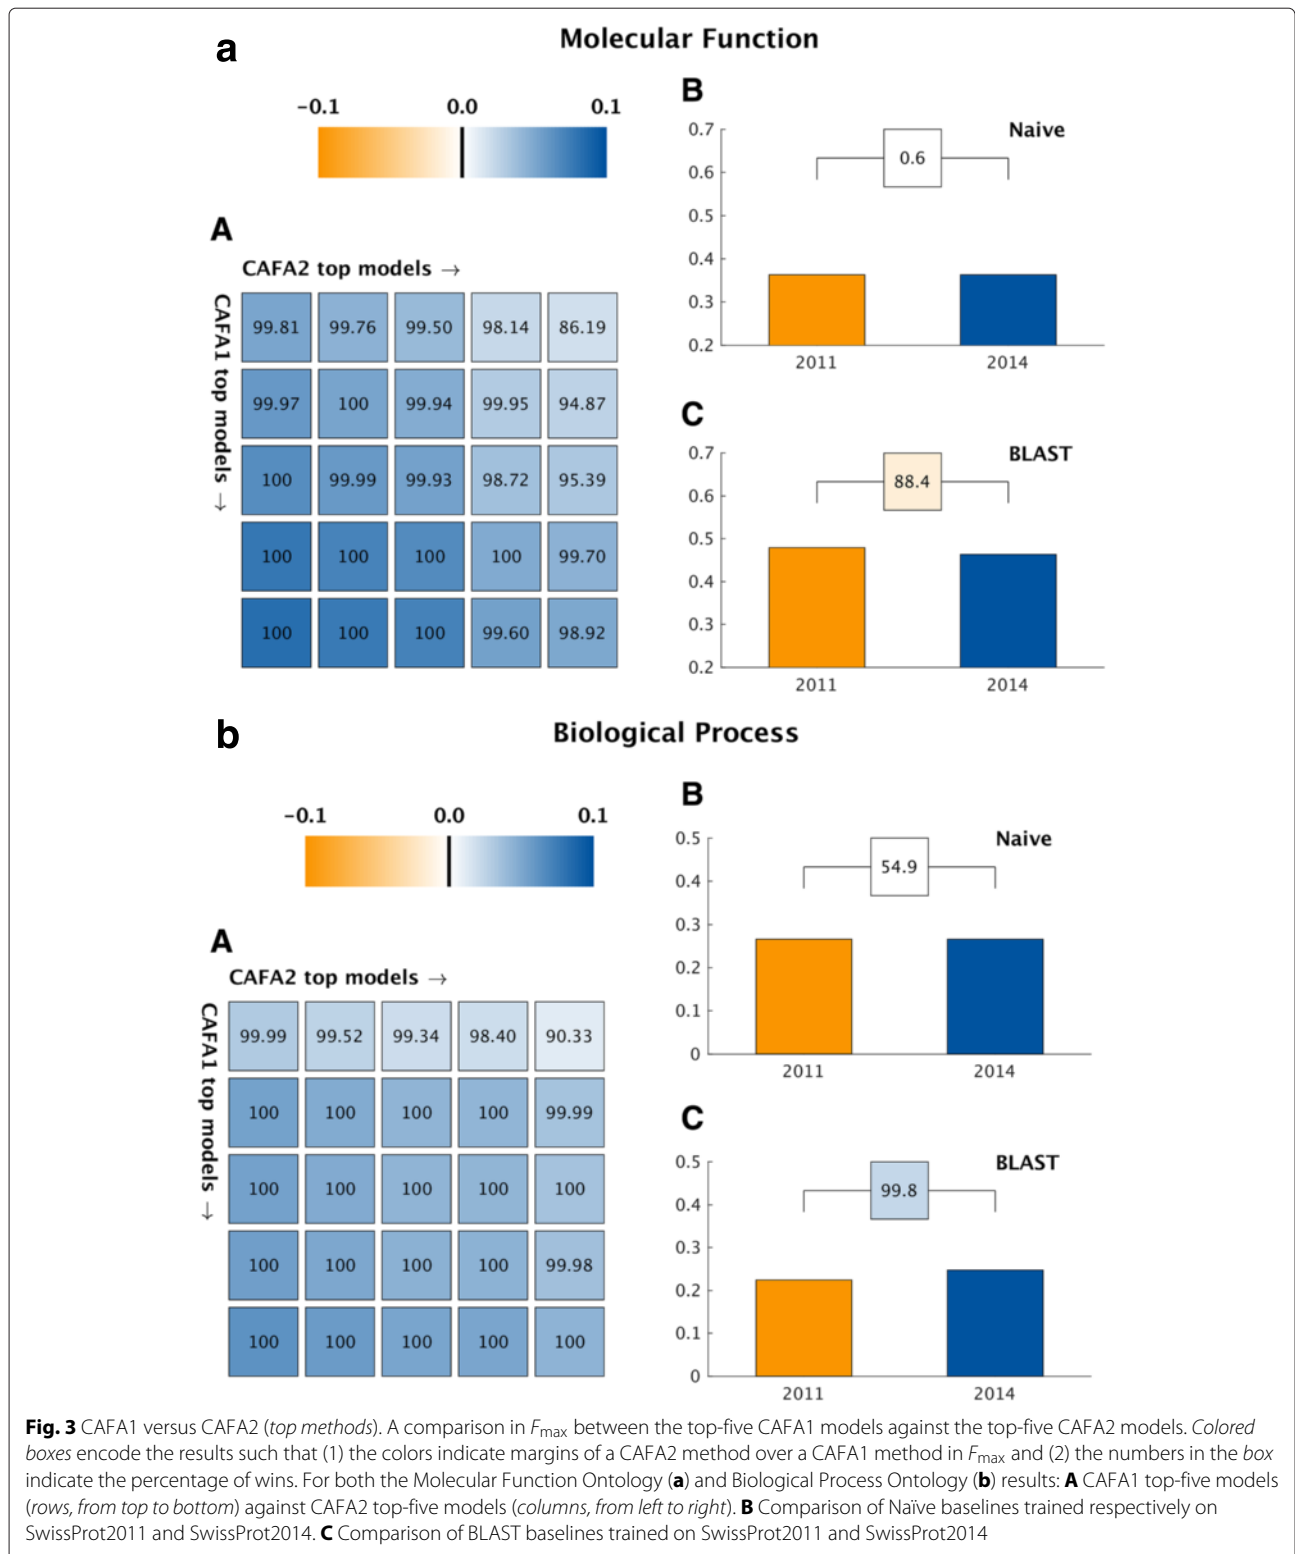 a
Molecular Function
−0.1 0.0 0.1
A
CAFA2 top models →
CAFA1 top models →
99.81 99.76 99.50 98.14 86.19
99.97 100 99.94 99.95 94.87
100 99.99 99.93 98.72 95.39
100 100 100 100 99.70
100 100 100 99.60 98.92
B
Naive
0.6
0.7
0.6
0.5
0.4
0.3
0.2
2011 2014
C
BLAST
88.4
0.7
0.6
0.5
0.4
0.3
0.2
2011 2014
b
Biological Process
−0.1 0.0 0.1
A
CAFA2 top models →
CAFA1 top models →
99.99 99.52 99.34 98.40 90.33
100 100 100 100 99.99
100 100 100 100 100
100 100 100 100 99.98
100 100 100 100 100
B
Naive
54.9
0.5
0.4
0.3
0.2
0.1
0
2011 2014
C
BLAST
99.8
0.5
0.4
0.3
0.2
0.1
0
2011 2014
Fig. 3 CAFA1 versus CAFA2 (top methods). A comparison in Fmax between the top-five CAFA1 models against the top-five CAFA2 models. Colored
boxes encode the results such that (1) the colors indicate margins of a CAFA2 method over a CAFA1 method in Fmax and (2) the numbers in the box
indicate the percentage of wins. For both the Molecular Function Ontology (a) and Biological Process Ontology (b) results: A CAFA1 top-five models
(rows, from top to bottom) against CAFA2 top-five models (columns, from left to right). B Comparison of Naïve baselines trained respectively on
SwissProt2011 and SwissProt2014. C Comparison of BLAST baselines trained on SwissProt2011 and SwissProt2014